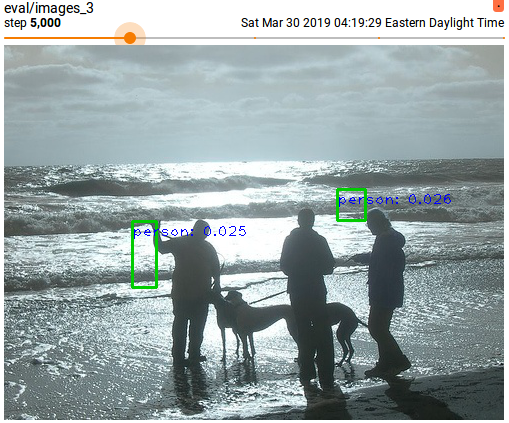 eval/images_3
step 5,000 Sat Mar 30 2019 04:19:29 Eastern Daylight Time
person: 0.026
person: 0.025